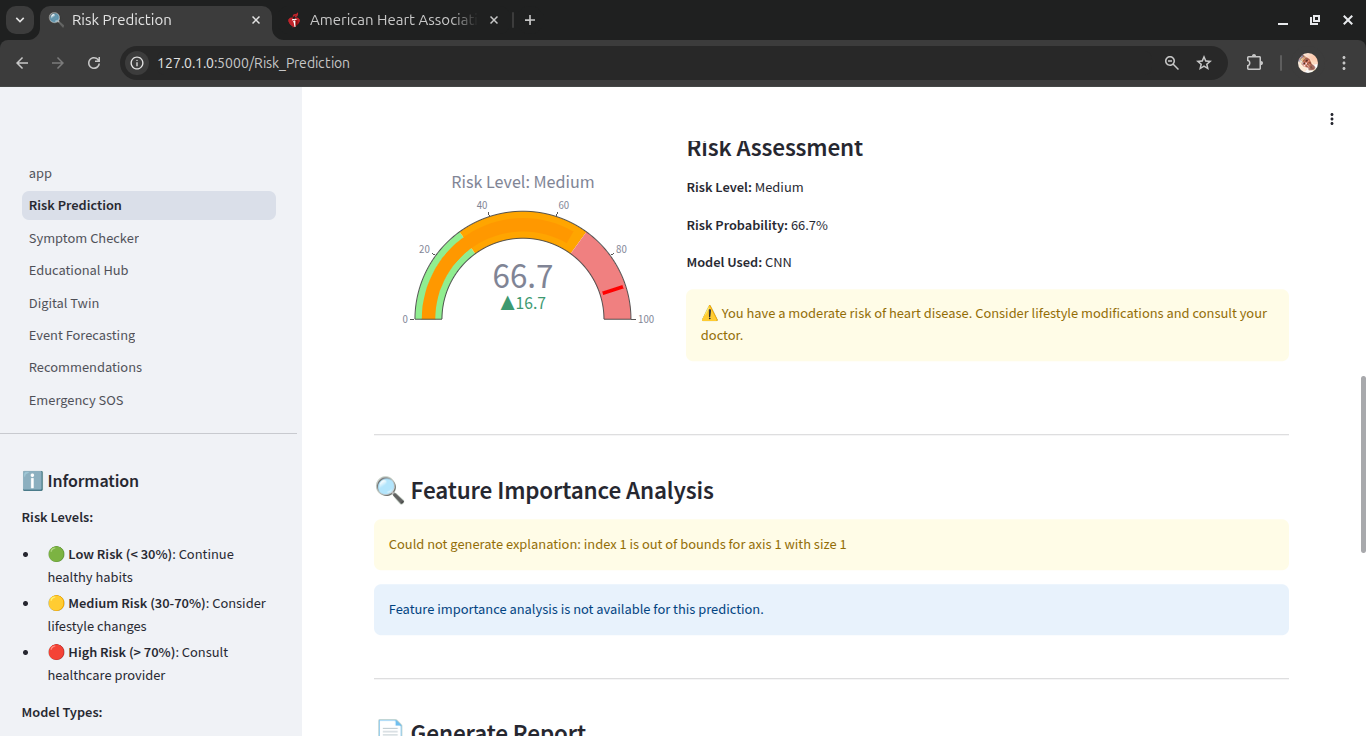 Risk Prediction
American Heart Associat
127.0.1.0:5000/Risk_Prediction
app
Risk Prediction
Symptom Checker
Educational Hub
Digital Twin
Event Forecasting
Recommendations
Emergency SOS
ℹ️ Information
Risk Levels:
🟢 Low Risk (< 30%): Continue
healthy habits
🟡 Medium Risk (30-70%): Consider
lifestyle changes
🔴 High Risk (> 70%): Consult
healthcare provider
Model Types:
Risk Level: Medium
0
20
40
60
80
100
66.7
▲16.7
Risk Assessment
Risk Level: Medium
Risk Probability: 66.7%
Model Used: CNN
⚠️ You have a moderate risk of heart disease. Consider lifestyle modifications and consult your
doctor.
🔍 Feature Importance Analysis
Could not generate explanation: index 1 is out of bounds for axis 1 with size 1
Feature importance analysis is not available for this prediction.
📄 Generate Report